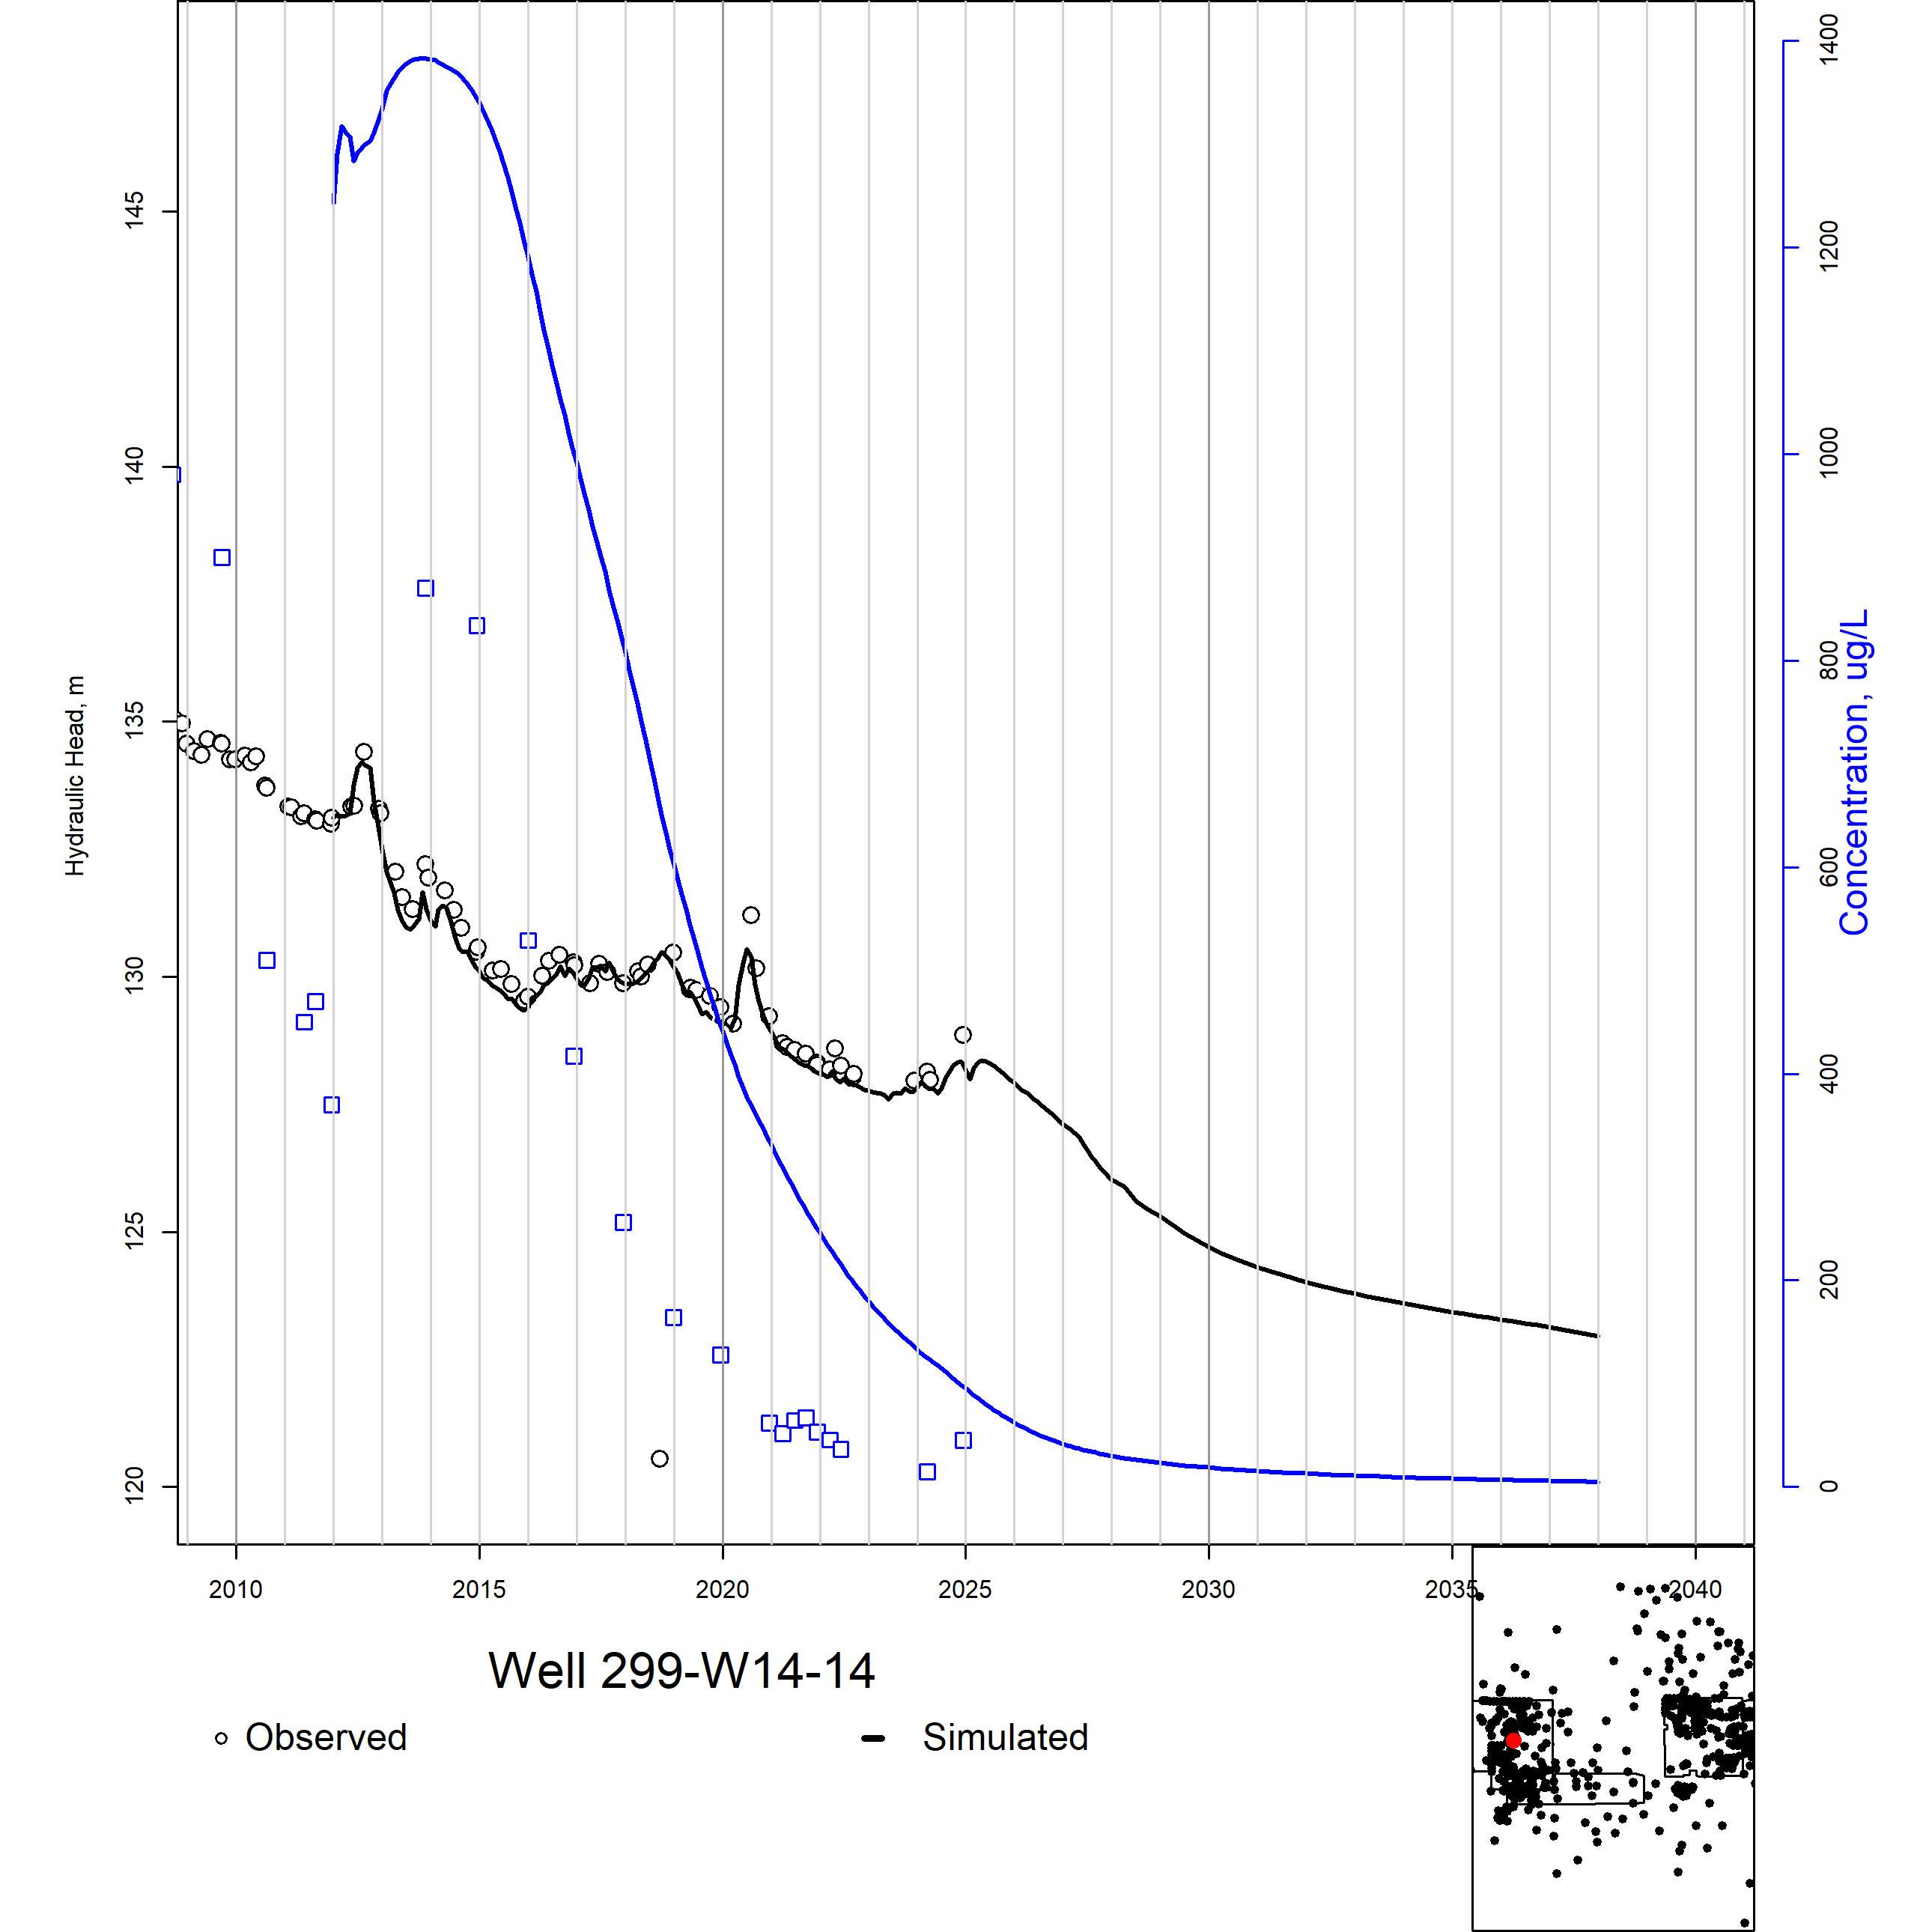 145
140
135
130
125
120
Hydraulic Head, m
1400
1200
1000
800
600
400
200
0
Concentration, ug/L
2010 2015 2020 2025 2030 2035 2040
Well 299-W14-14
Observed Simulated